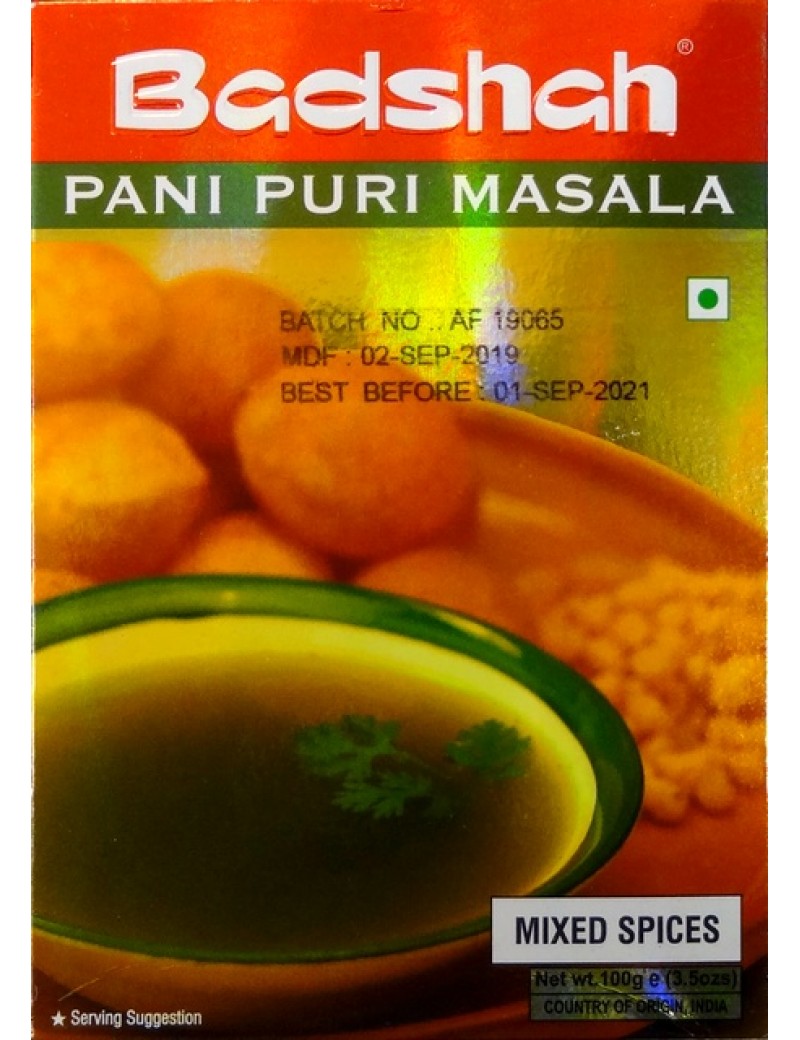 Badshah®
PANI PURI MASALA
BATCH NO.: AF 19065
MDF : 02-SEP-2019
BEST BEFORE : 01-SEP-2021
MIXED SPICES
Net wt.100g e (3.5ozs)
COUNTRY OF ORIGIN, INDIA
★ Serving Suggestion